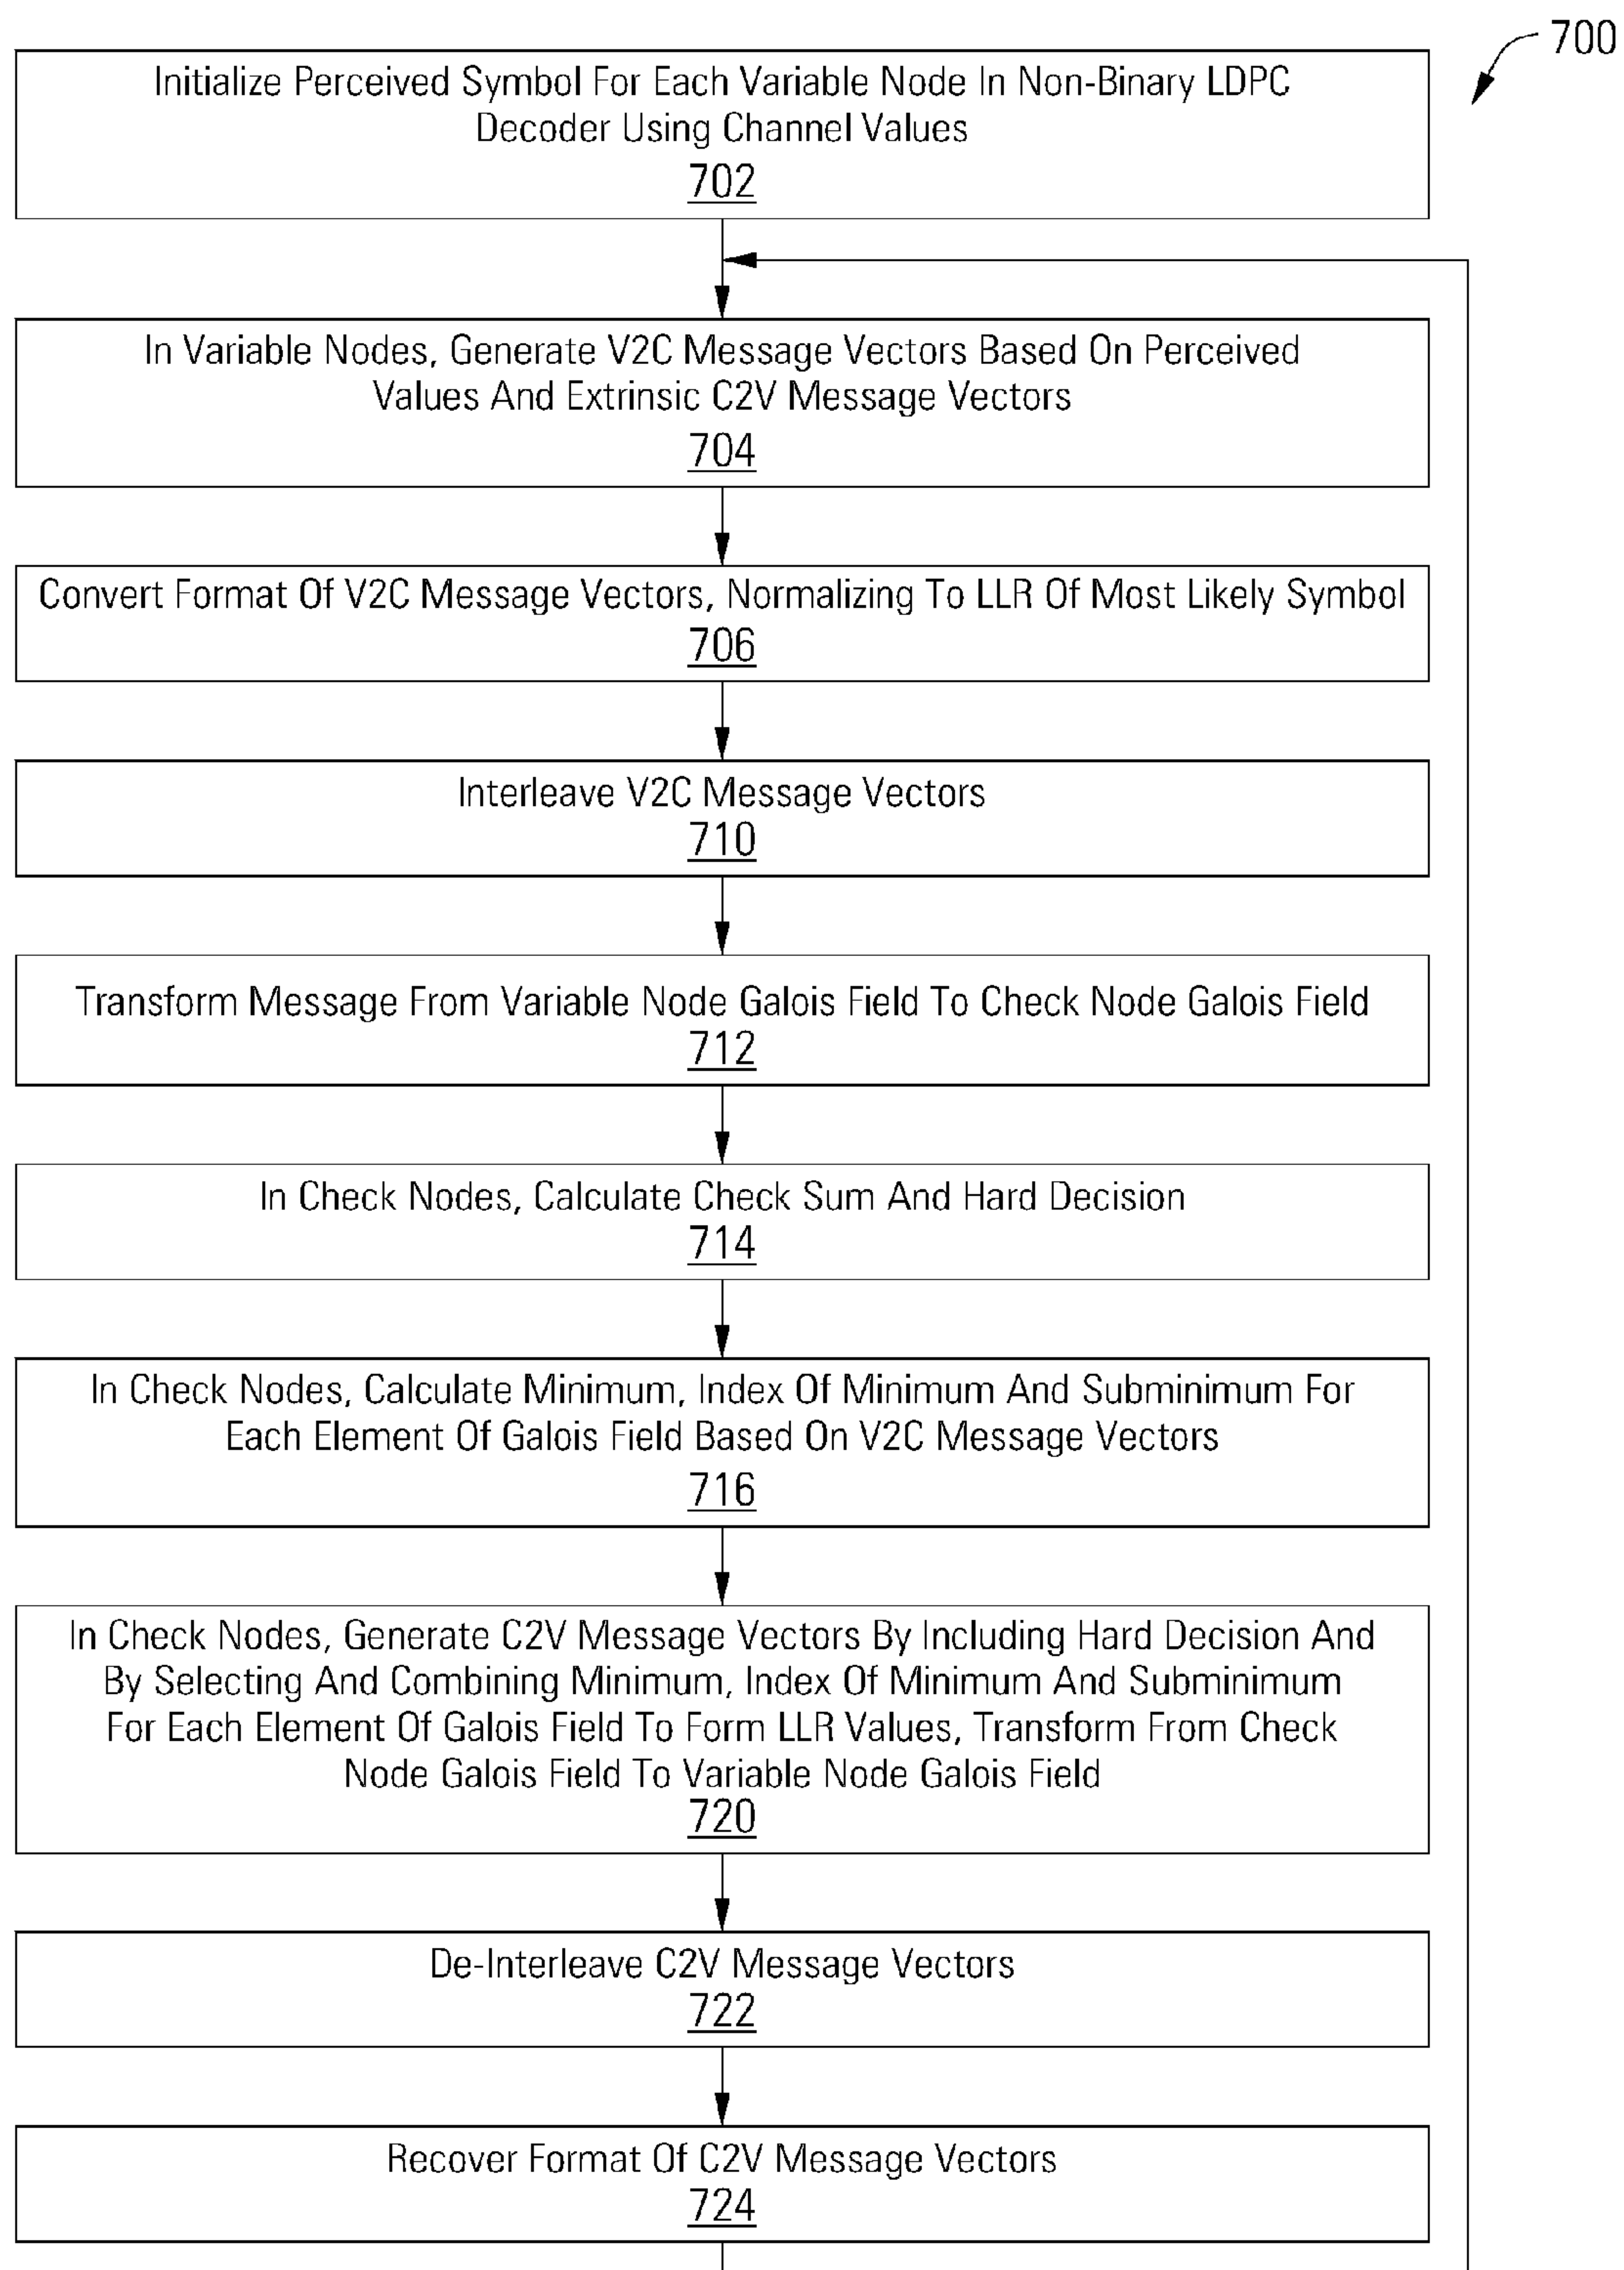 700
Initialize Perceived Symbol For Each Variable Node In Non-Binary LDPC
Decoder Using Channel Values
702
In Variable Nodes, Generate V2C Message Vectors Based On Perceived
Values And Extrinsic C2V Message Vectors
704
Convert Format Of V2C Message Vectors, Normalizing To LLR Of Most Likely Symbol
706
Interleave V2C Message Vectors
710
Transform Message From Variable Node Galois Field To Check Node Galois Field
712
In Check Nodes, Calculate Check Sum And Hard Decision
714
In Check Nodes, Calculate Minimum, Index Of Minimum And Subminimum For
Each Element Of Galois Field Based On V2C Message Vectors
716
In Check Nodes, Generate C2V Message Vectors By Including Hard Decision And
By Selecting And Combining Minimum, Index Of Minimum And Subminimum
For Each Element Of Galois Field To Form LLR Values, Transform From Check
Node Galois Field To Variable Node Galois Field
720
De-Interleave C2V Message Vectors
722
Recover Format Of C2V Message Vectors
724